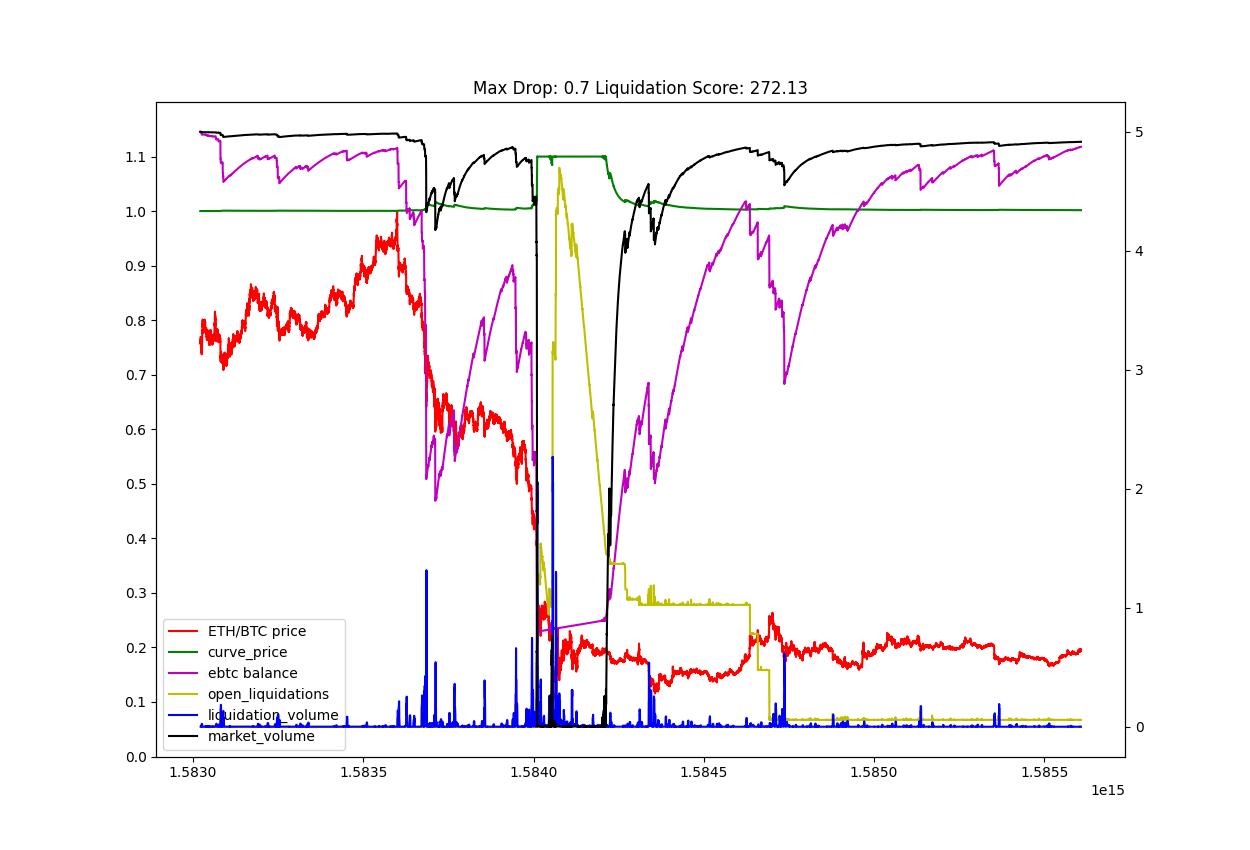 Max Drop: 0.7 Liquidation Score: 272.13
5
1.1
1.0
4
0.9
0.8
3
0.7
0.6
2
0.5
0.4
0.3
1
ETH/BTC price
0.2
curve_price
ebtc balance
open_liquidations
0.1
liquidation_volume
0
market_volume
0.0
1.5830 1.5835 1.5840 1.5845 1.5850 1.5855
1e15